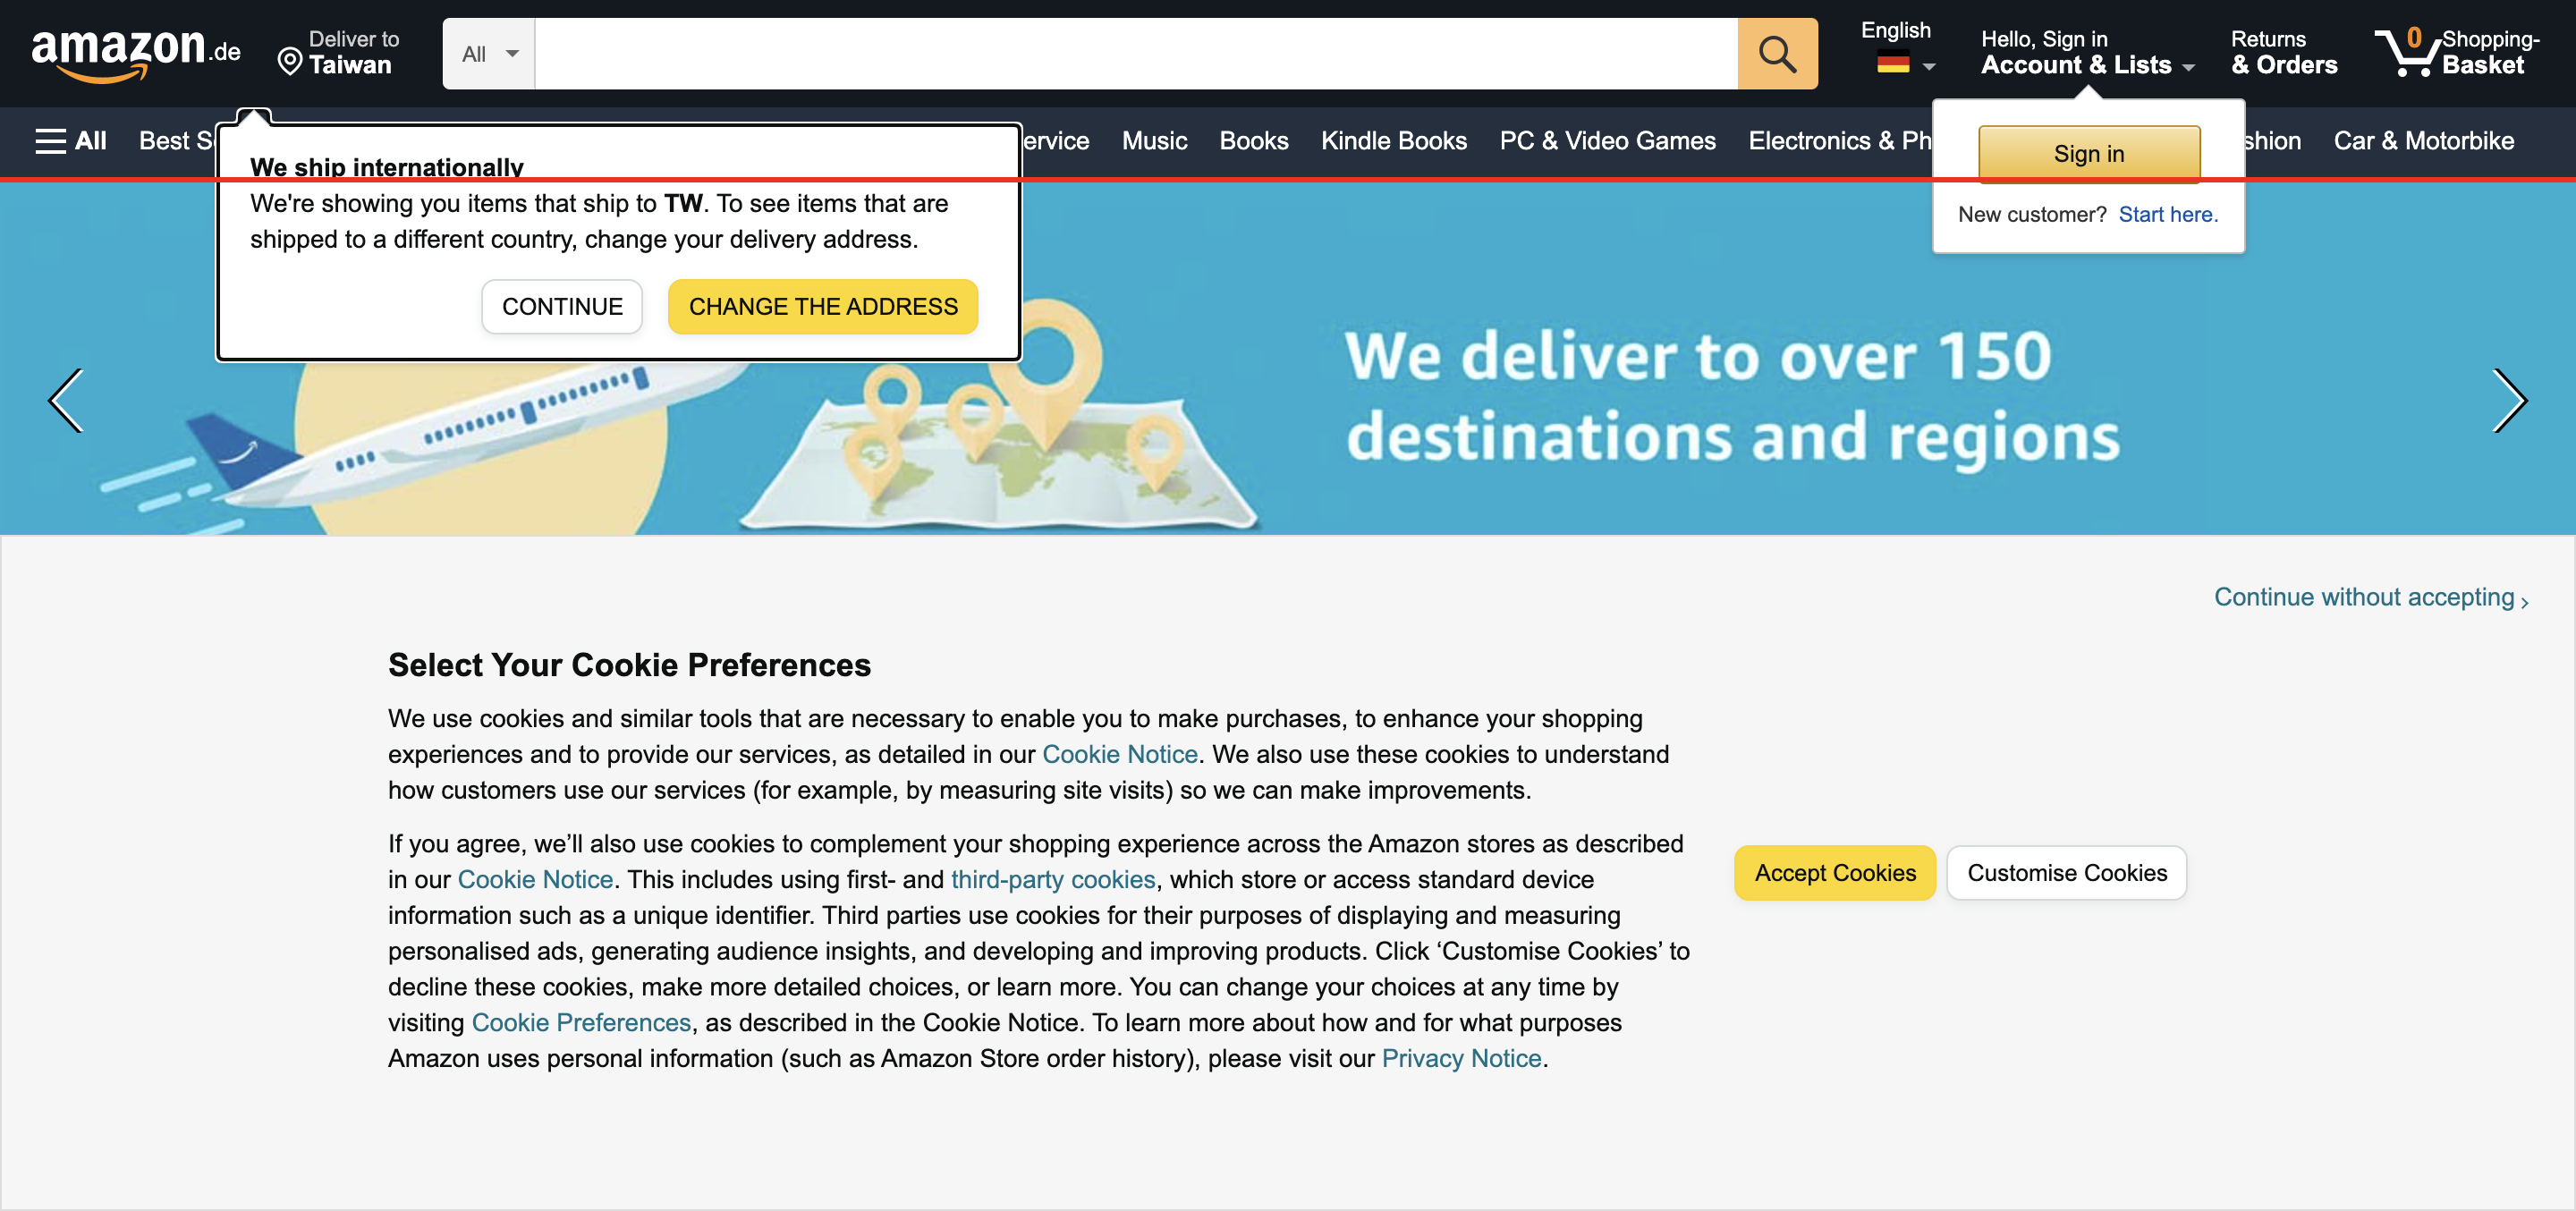 amazon.de
Deliver to
Taiwan
All
English
Hello, Sign in
Account & Lists
Returns
& Orders
0
Shopping-
Basket
All
Best S
ervice
Music
Books
Kindle Books
PC & Video Games
Electronics & Ph
shion
Car & Motorbike
We ship internationally
We're showing you items that ship to TW. To see items that are
shipped to a different country, change your delivery address.
CONTINUE
CHANGE THE ADDRESS
Sign in
New customer? Start here.
We deliver to over 150
destinations and regions
Continue without accepting ›
Select Your Cookie Preferences
We use cookies and similar tools that are necessary to enable you to make purchases, to enhance your shopping
experiences and to provide our services, as detailed in our Cookie Notice. We also use these cookies to understand
how customers use our services (for example, by measuring site visits) so we can make improvements.
If you agree, we’ll also use cookies to complement your shopping experience across the Amazon stores as described
in our Cookie Notice. This includes using first- and third-party cookies, which store or access standard device
information such as a unique identifier. Third parties use cookies for their purposes of displaying and measuring
personalised ads, generating audience insights, and developing and improving products. Click ‘Customise Cookies’ to
decline these cookies, make more detailed choices, or learn more. You can change your choices at any time by
visiting Cookie Preferences, as described in the Cookie Notice. To learn more about how and for what purposes
Amazon uses personal information (such as Amazon Store order history), please visit our Privacy Notice.
Accept Cookies
Customise Cookies